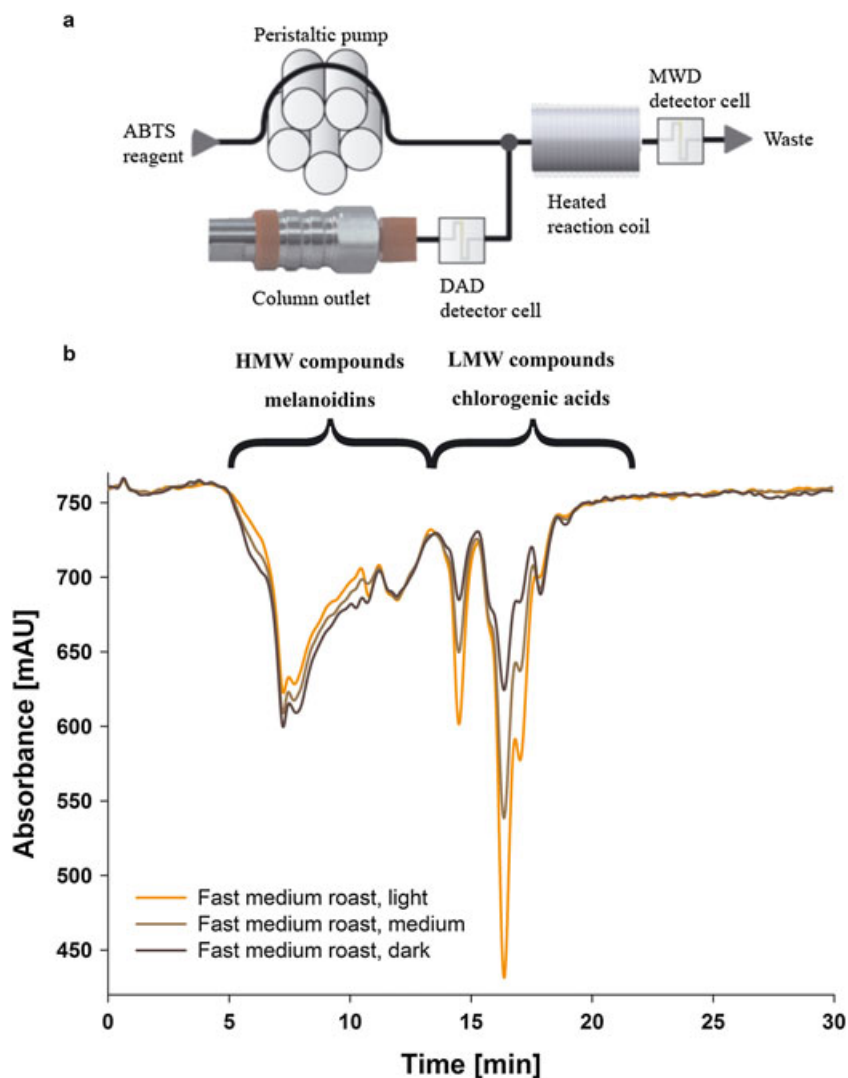 a
Peristaltic pump
MWD
detector cell
ABTS
reagent
Waste
Heated
reaction coil
Column outlet
DAD
detector cell
b
HMW compounds
melanoidins
LMW compounds
chlorogenic acids
750
700
650
600
550
500
450
Absorbance [mAU]
Fast medium roast, light
Fast medium roast, medium
Fast medium roast, dark
0 5 10 15 20 25 30
Time [min]